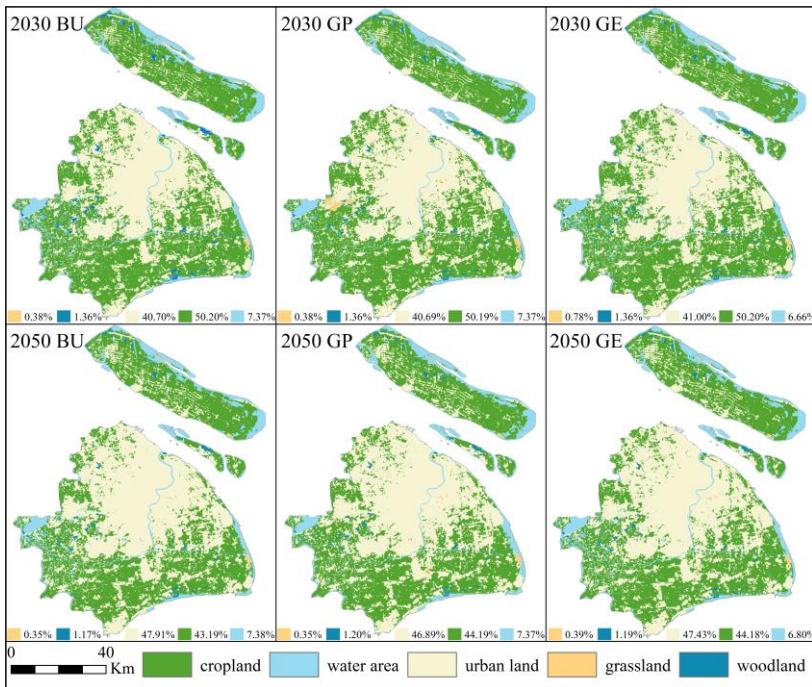 2030 BU 2030 GP 2030 GE
0.38% 1.36% 40.70% 50.20% 7.37% 0.38% 1.36% 40.69% 50.19% 7.37% 0.78% 1.36% 41.00% 50.20% 6.66%
2050 BU 2050 GP 2050 GE
0.35% 1.17% 47.91% 43.19% 7.38% 0.35% 1.20% 46.89% 44.19% 7.37% 0.39% 1.19% 47.43% 44.18% 6.80%
0 40
Km cropland water area urban land grassland woodland